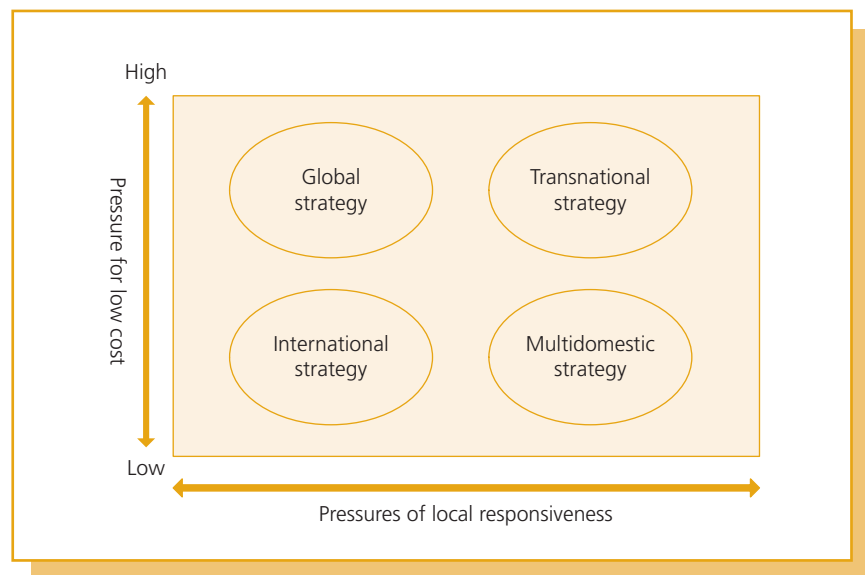 High
Global
strategy
Transnational
strategy
Pressure for low cost
International
strategy
Multidomestic
strategy
Low
Pressures of local responsiveness